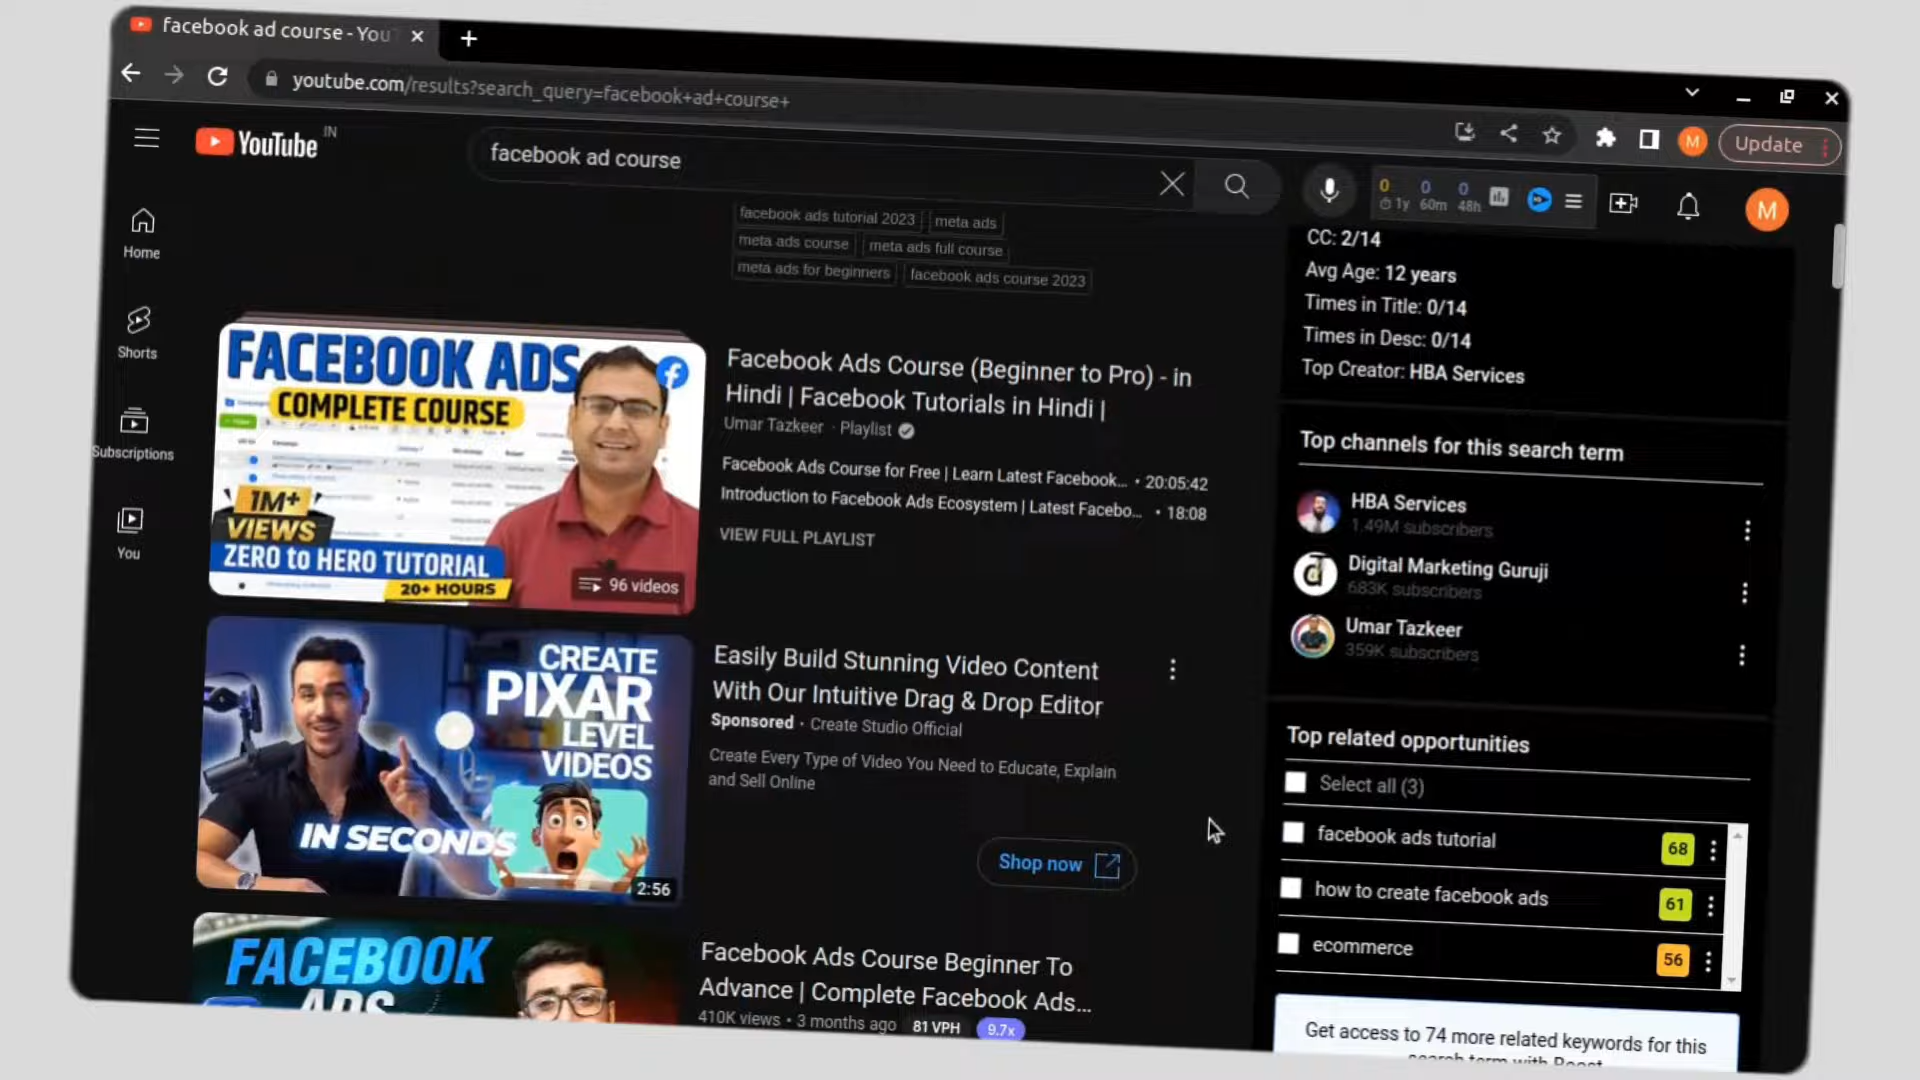 facebook ad course - You
youtube.com/results?search_query=facebook+ad+course+
Update
M
YouTube IN
facebook ad course
0 0 0
1y 60m 48h
M
Home
Shorts
Subscriptions
You
facebook ads tutorial 2023 meta ads
meta ads course meta ads full course
meta ads for beginners facebook ads course 2023
FACEBOOK ADS
COMPLETE COURSE
1M+
VIEWS
ZERO to HERO TUTORIAL
20+ HOURS
96 videos
Facebook Ads Course (Beginner to Pro) - in
Hindi | Facebook Tutorials in Hindi |
Umar Tazkeer · Playlist
Facebook Ads Course for Free | Learn Latest Facebook... • 20:05:42
Introduction to Facebook Ads Ecosystem | Latest Facebo... • 18:08
VIEW FULL PLAYLIST
CREATE
PIXAR
LEVEL
VIDEOS
IN SECONDS
2:56
Easily Build Stunning Video Content
With Our Intuitive Drag & Drop Editor
Sponsored · Create Studio Official
Create Every Type of Video You Need to Educate, Explain
and Sell Online
Shop now
FACEBOOK
ADS
Facebook Ads Course Beginner To
Advance | Complete Facebook Ads...
410K views • 3 months ago 81 VPH 9.7x
CC: 2/14
Avg Age: 12 years
Times in Title: 0/14
Times in Desc: 0/14
Top Creator: HBA Services
Top channels for this search term
HBA Services
1.49M subscribers
Digital Marketing Guruji
683K subscribers
Umar Tazkeer
359K subscribers
Top related opportunities
Select all (3)
facebook ads tutorial 68
how to create facebook ads 61
ecommerce 56
Get access to 74 more related keywords for this
search term with Boost